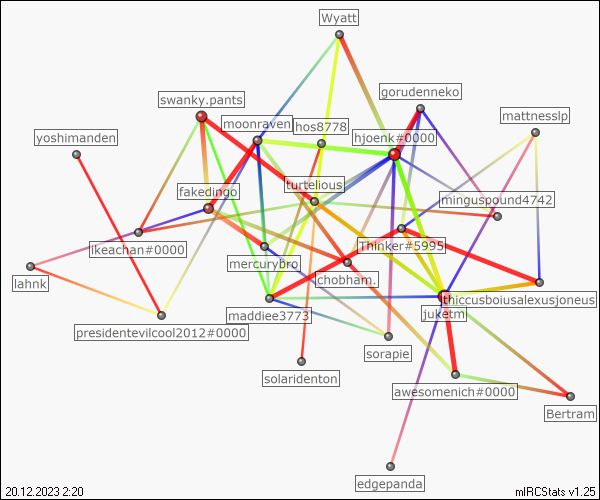 Wyatt
gorudenneko
swanky.pants
mattnesslp
moonraven
hos8778
hjoenk#0000
yoshimanden
turtelious
fakedingo
minguspound4742
Ikeachan#0000
Thinker#5995
mercurybro
chobham.
lahnk
thiccusboiusalexusjoneus
maddiee3773
juketm
presidentevilcool2012#0000
sorapie
solaridenton
awesomenich#0000
Bertram
edgepanda
20.12.2023 2:20
mIRCStats v1.25